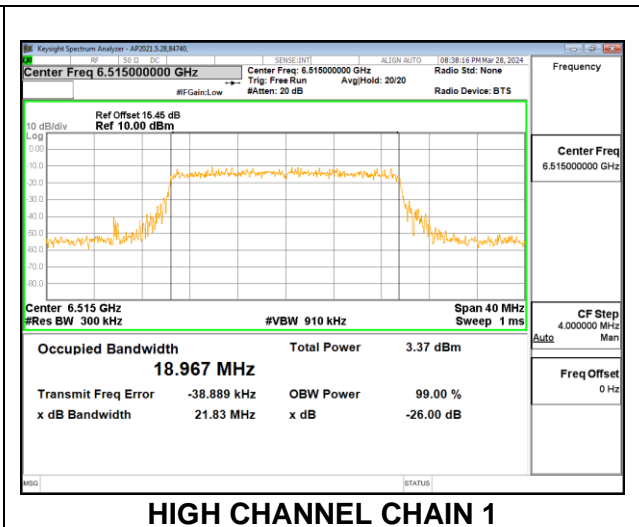 Keysight Spectrum Analyzer - AP2021.5.28,84740,
RF 50 Ω DC SENSE:INT ALIGN AUTO 08:38:16 PM Mar 28, 2024
Center Freq 6.515000000 GHz
Center Freq: 6.515000000 GHz Radio Std: None
Trig: Free Run Avg|Hold: 20/20
#IFGain:Low #Atten: 20 dB Radio Device: BTS
Frequency
Ref Offset 15.45 dB
10 dB/div Ref 10.00 dBm
Log
0.00
-10.0
-20.0
-30.0
-40.0
-50.0
-60.0
-70.0
-80.0
Center Freq
6.515000000 GHz
Center 6.515 GHz Span 40 MHz
#Res BW 300 kHz #VBW 910 kHz Sweep 1 ms
CF Step
4.000000 MHz
Auto Man
Occupied Bandwidth Total Power 3.37 dBm
18.967 MHz
Transmit Freq Error -38.889 kHz OBW Power 99.00 %
x dB Bandwidth 21.83 MHz x dB -26.00 dB
Freq Offset
0 Hz
MSG STATUS
HIGH CHANNEL CHAIN 1